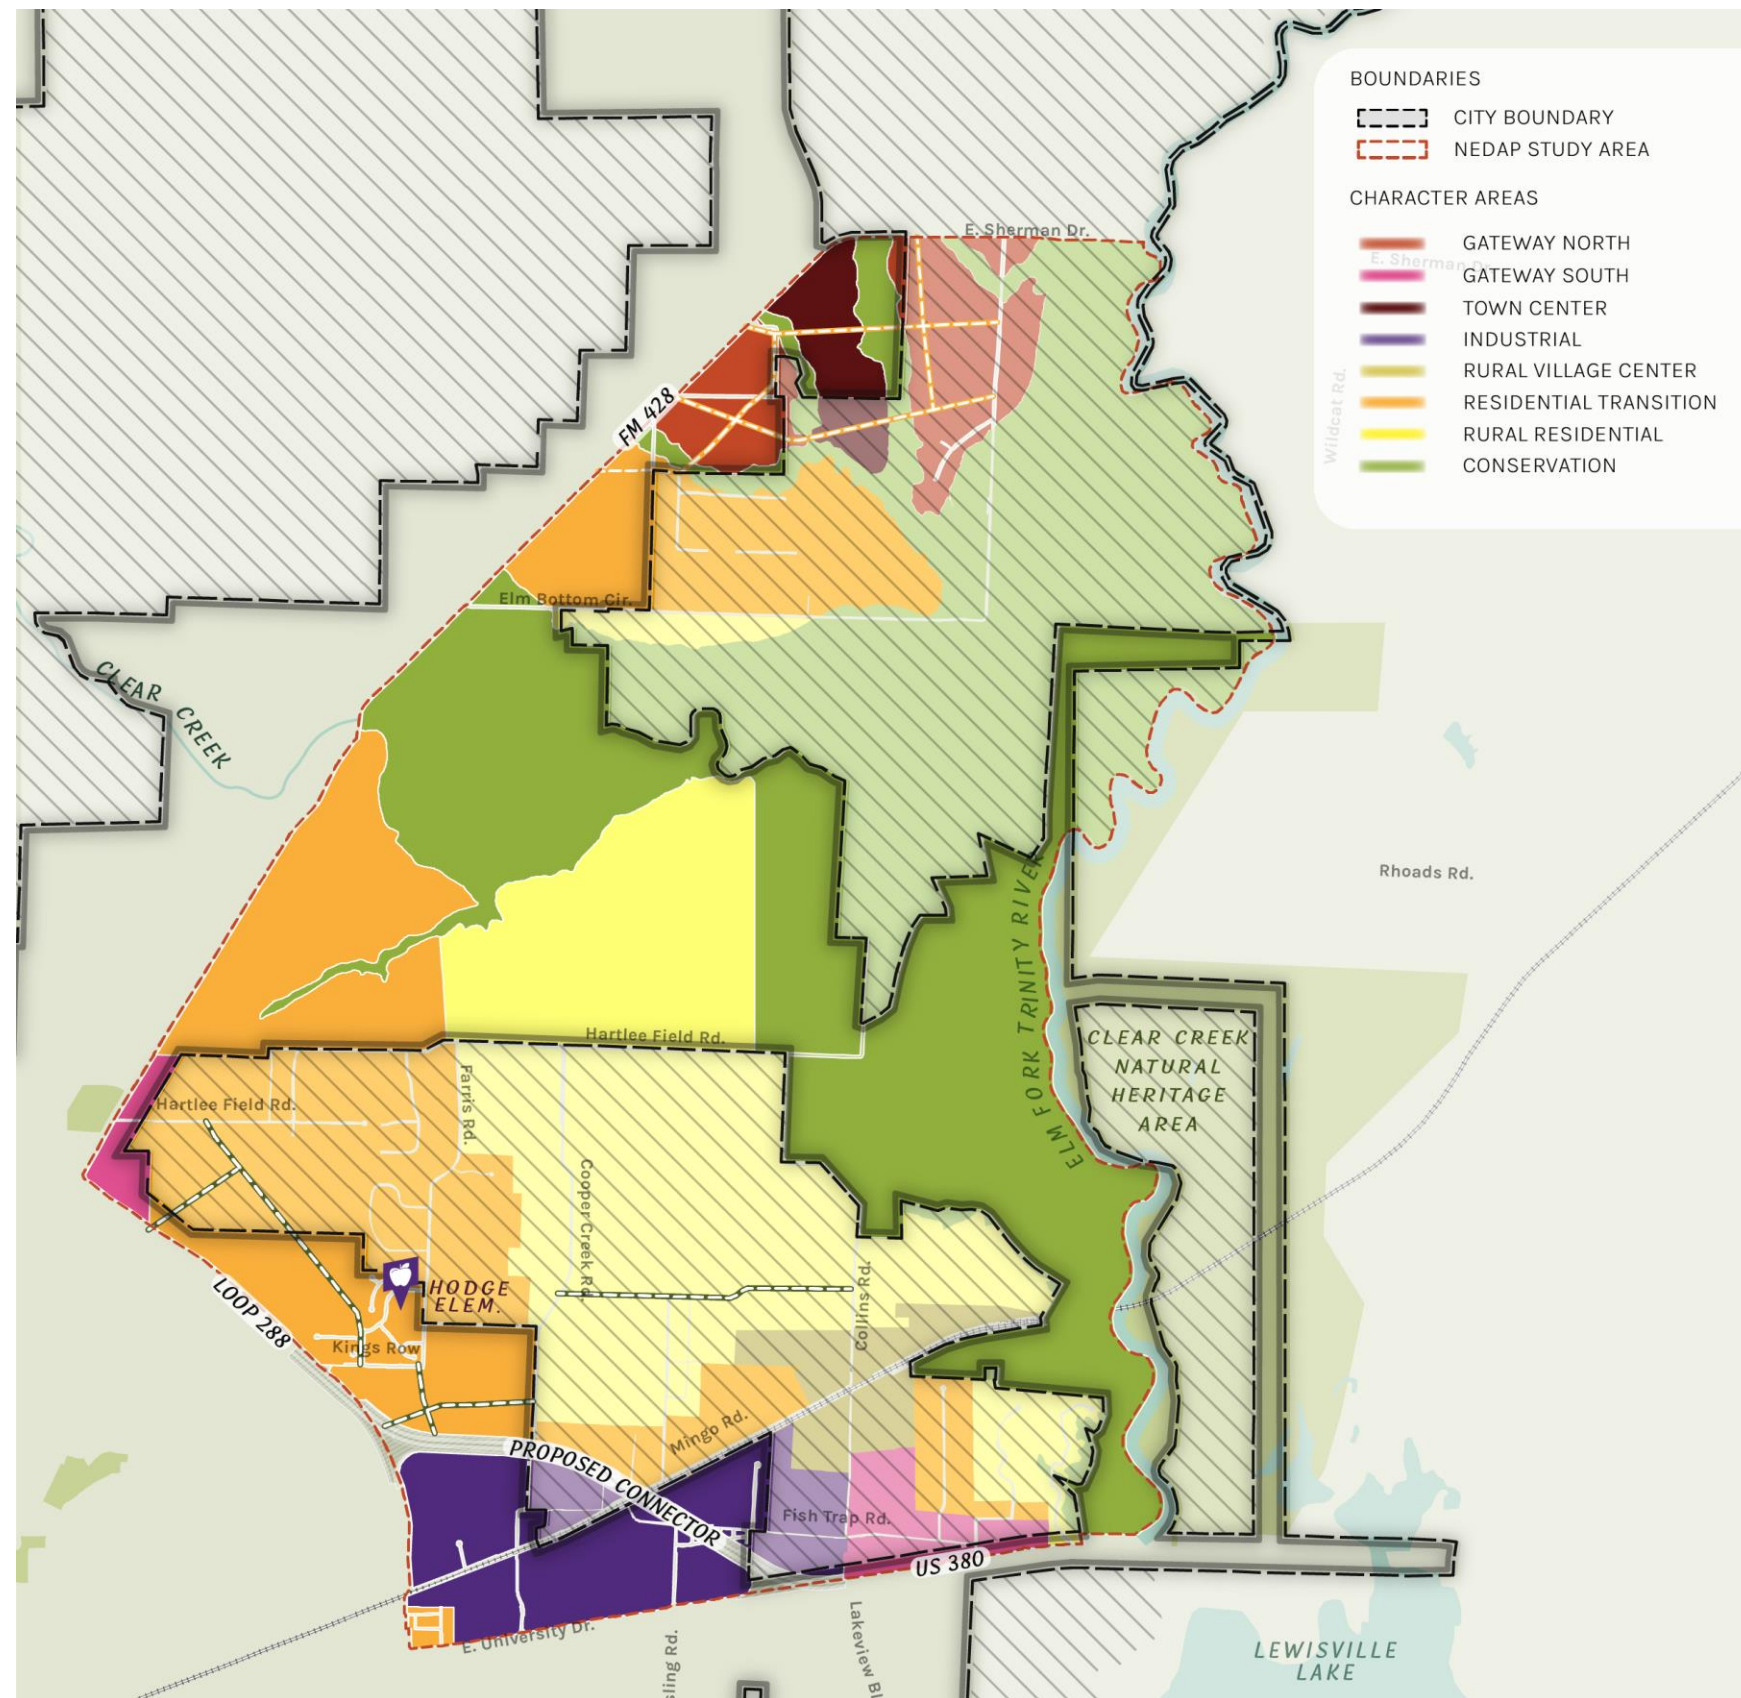 BOUNDARIES
CITY BOUNDARY
NEDAP STUDY AREA
CHARACTER AREAS
GATEWAY NORTH
E. Sherman Dr.
GATEWAY SOUTH
TOWN CENTER
INDUSTRIAL
RURAL VILLAGE CENTER
RESIDENTIAL TRANSITION
RURAL RESIDENTIAL
CONSERVATION
E. Sherman Dr.
Wildcat Rd.
FM 428
Elm Bottom Cir.
CLEAR
CREEK
Rhoads Rd.
ELM FORK TRINITY RIVER
Hartlee Field Rd.
CLEAR CREEK
NATURAL
HERITAGE
AREA
Hartlee Field Rd.
Farris Rd.
Cooper Creek Rd.
HODGE
ELEM.
LOOP 288
Kings Row
Collins Rd.
Mingo Rd.
PROPOSED CONNECTOR
Fish Trap Rd.
US 380
E. University Dr.
Lakeview Bl
LEWISVILLE
LAKE